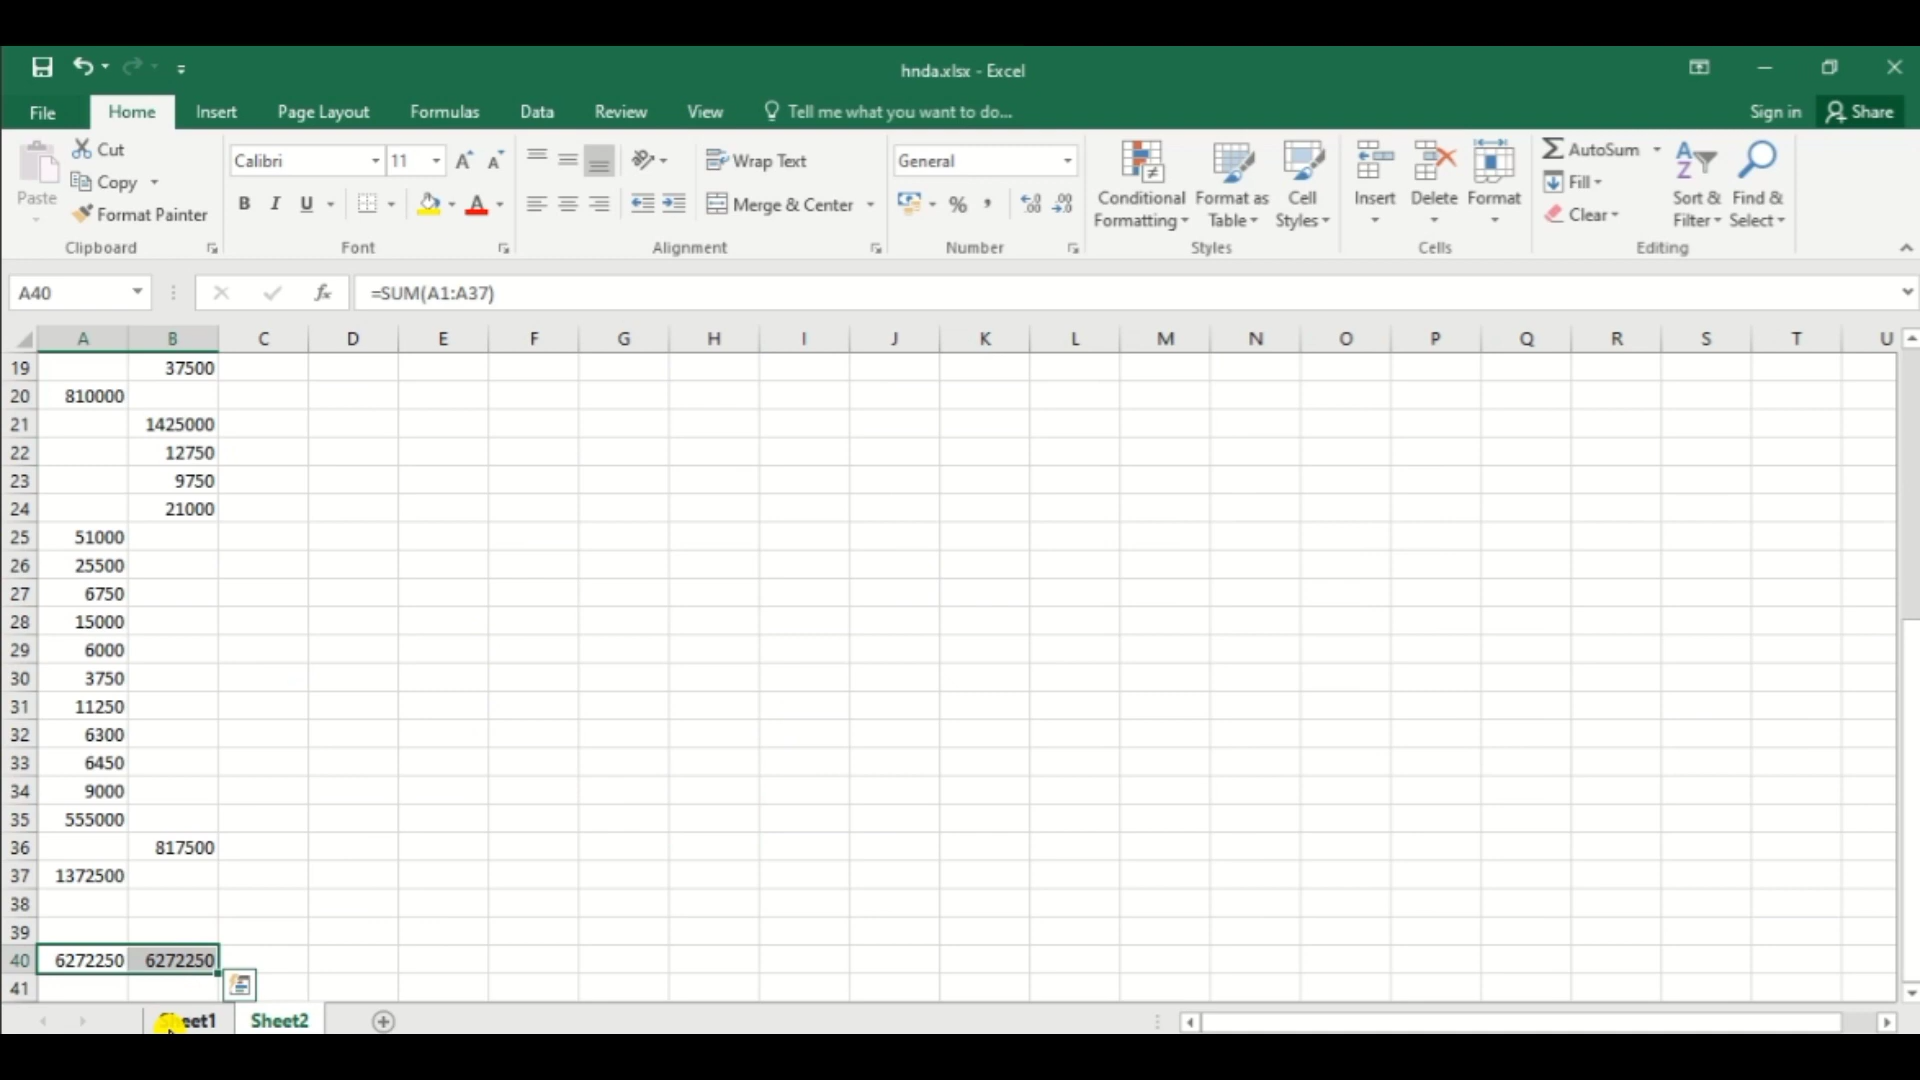 hnda.xlsx - Excel
File Home Insert Page Layout Formulas Data Review View Tell me what you want to do... Sign in Share
Paste Cut Copy Format Painter Clipboard
Calibri 11 B I U Font
Wrap Text Merge & Center Alignment
General % , Number
Conditional Formatting Format as Table Cell Styles Styles
Insert Delete Format Cells
AutoSum Fill Clear Sort & Filter Find & Select Editing
A40 fx =SUM(A1:A37)
A B C D E F G H I J K L M N O P Q R S T U
19 37500
20 810000
21 1425000
22 12750
23 9750
24 21000
25 51000
26 25500
27 6750
28 15000
29 6000
30 3750
31 11250
32 6300
33 6450
34 9000
35 555000
36 817500
37 1372500
38
39
40 6272250 6272250
41
Sheet1 Sheet2